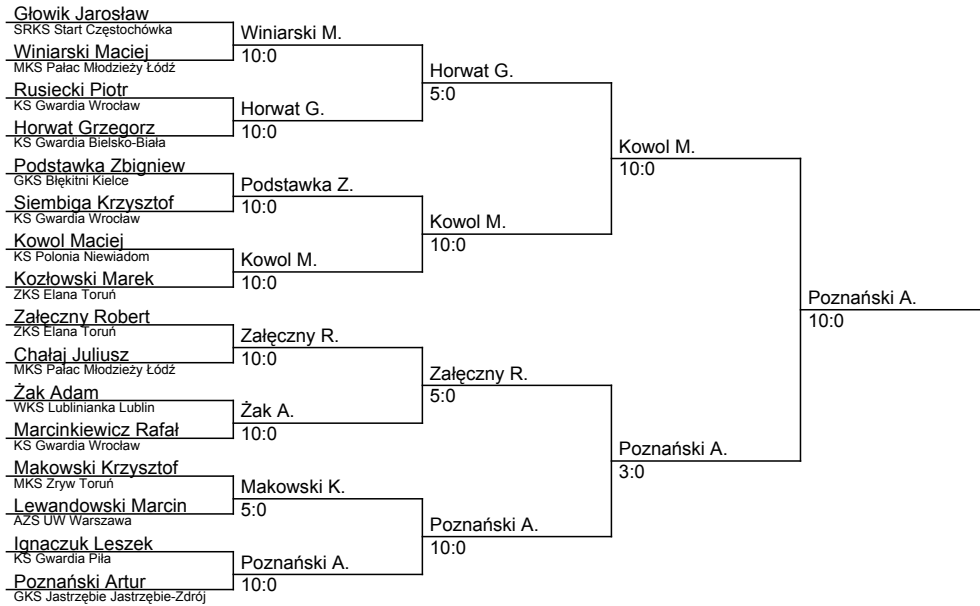 Głowik Jarosław
SRKS Start Częstochówka
Winiarski Maciej
MKS Pałac Młodzieży Łódź
Rusiecki Piotr
KS Gwardia Wrocław
Horwat Grzegorz
KS Gwardia Bielsko-Biała
Podstawka Zbigniew
GKS Błękitni Kielce
Siembiga Krzysztof
KS Gwardia Wrocław
Kowol Maciej
KS Polonia Niewiadom
Kozłowski Marek
ZKS Elana Toruń
Załęczny Robert
ZKS Elana Toruń
Chałaj Juliusz
MKS Pałac Młodzieży Łódź
Żak Adam
WKS Lublinianka Lublin
Marcinkiewicz Rafał
KS Gwardia Wrocław
Makowski Krzysztof
MKS Zryw Toruń
Lewandowski Marcin
AZS UW Warszawa
Ignaczuk Leszek
KS Gwardia Piła
Poznański Artur
GKS Jastrzębie Jastrzębie-Zdrój
Winiarski M.
10:0
Horwat G.
10:0
Podstawka Z.
10:0
Kowol M.
10:0
Załęczny R.
10:0
Żak A.
10:0
Makowski K.
5:0
Poznański A.
10:0
Horwat G.
5:0
Kowol M.
10:0
Załęczny R.
5:0
Poznański A.
10:0
Kowol M.
10:0
Poznański A.
3:0
Poznański A.
10:0